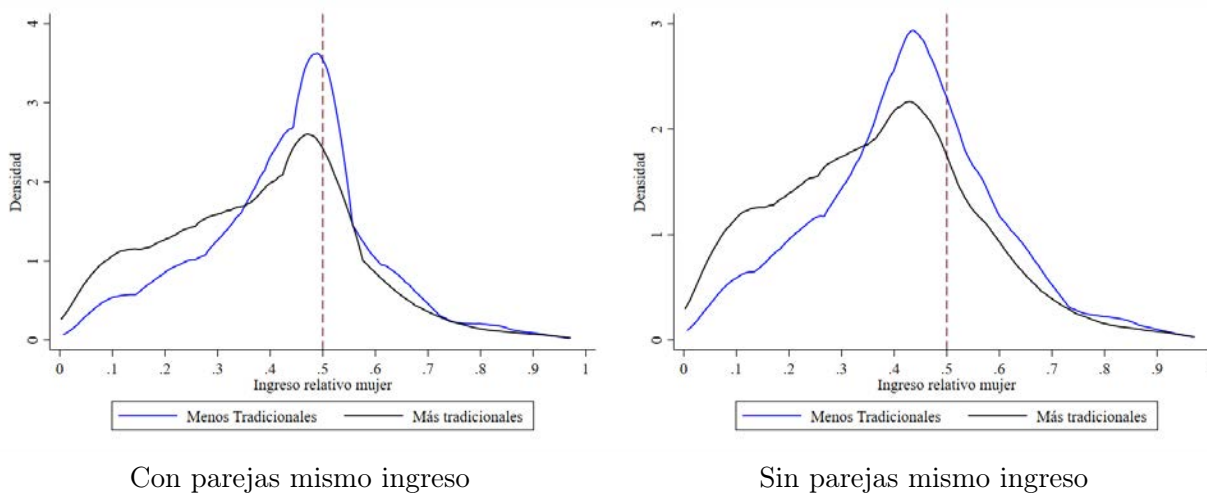 4
3
2
1
0
Densidad
0 .1 .2 .3 .4 .5 .6 .7 .8 .9 1
Ingreso relativo mujer
Menos Tradicionales Más tradicionales
Con parejas mismo ingreso
3
2
1
0
Densidad
0 .1 .2 .3 .4 .5 .6 .7 .8 .9
Ingreso relativo mujer
Menos Tradicionales Más tradicionales
Sin parejas mismo ingreso